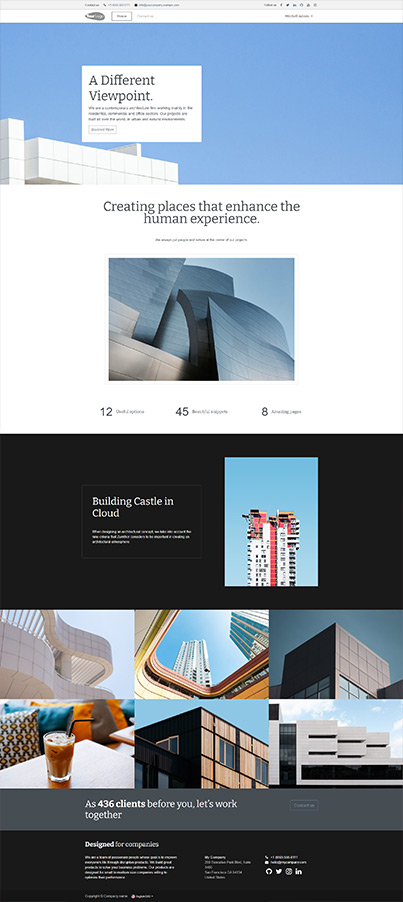 Contact us +1 (650) 555-0111 info@yourcompany.example.com Follow us
Home Contact us Mitchell Admin
A Different
Viewpoint.
We are a contemporary architecture firm working mainly in the
residential, commercial and office sectors. Our projects are
built all over the world, in urban and natural environments.
Discover More
Creating places that enhance the
human experience.
We always put people and nature at the center of our projects
12 Useful options 45 Beautiful snippets 8 Amazing pages
Building Castle in
Cloud
When designing an architectural concept, we take into account the
new criteria that
considers to be important in creating an
architectural atmosphere.
As 436 clients before you, let's work
together
Contact us
Designed for companies
We are a team of passionate people whose goal is to improve
everyone's life through disruptive products. We build great
products to solve your business problems. Our products are
designed for small to medium size companies willing to
optimize their performance.
My Company
250 Executive Park Blvd, Suite
3400
San Francisco CA 94134
United States
+1 (650) 555-0111
hello@mycompany.com
Copyright © Company name English (US)